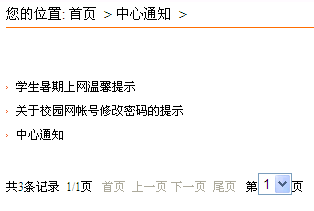 您的位置: 首页 > 中心通知 >
学生暑期上网温馨提示
关于校园网帐号修改密码的提示
中心通知
共3条记录 1/1页 首页 上一页 下一页 尾页 第 1 页